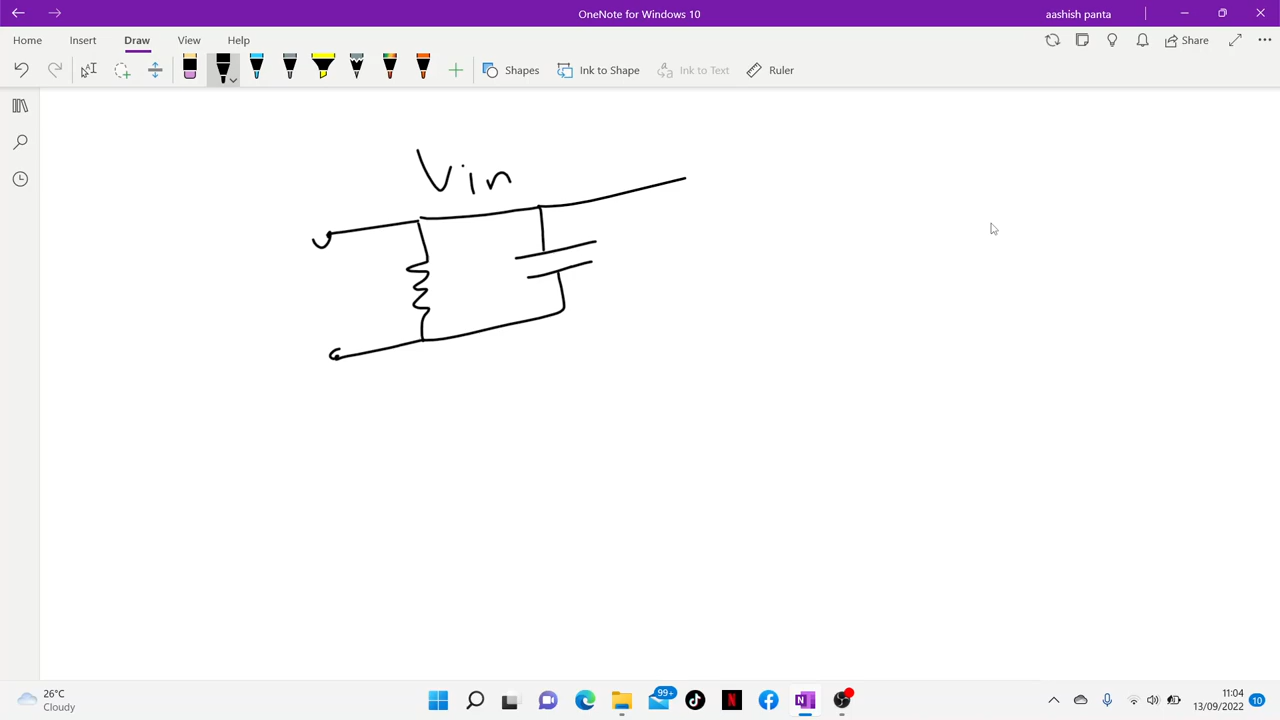 OneNote for Windows 10
aashish panta
Home Insert Draw View Help
Share
Shapes Ink to Shape Ink to Text Ruler
Vin
26°C
Cloudy
99+
11:04
13/09/2022
10